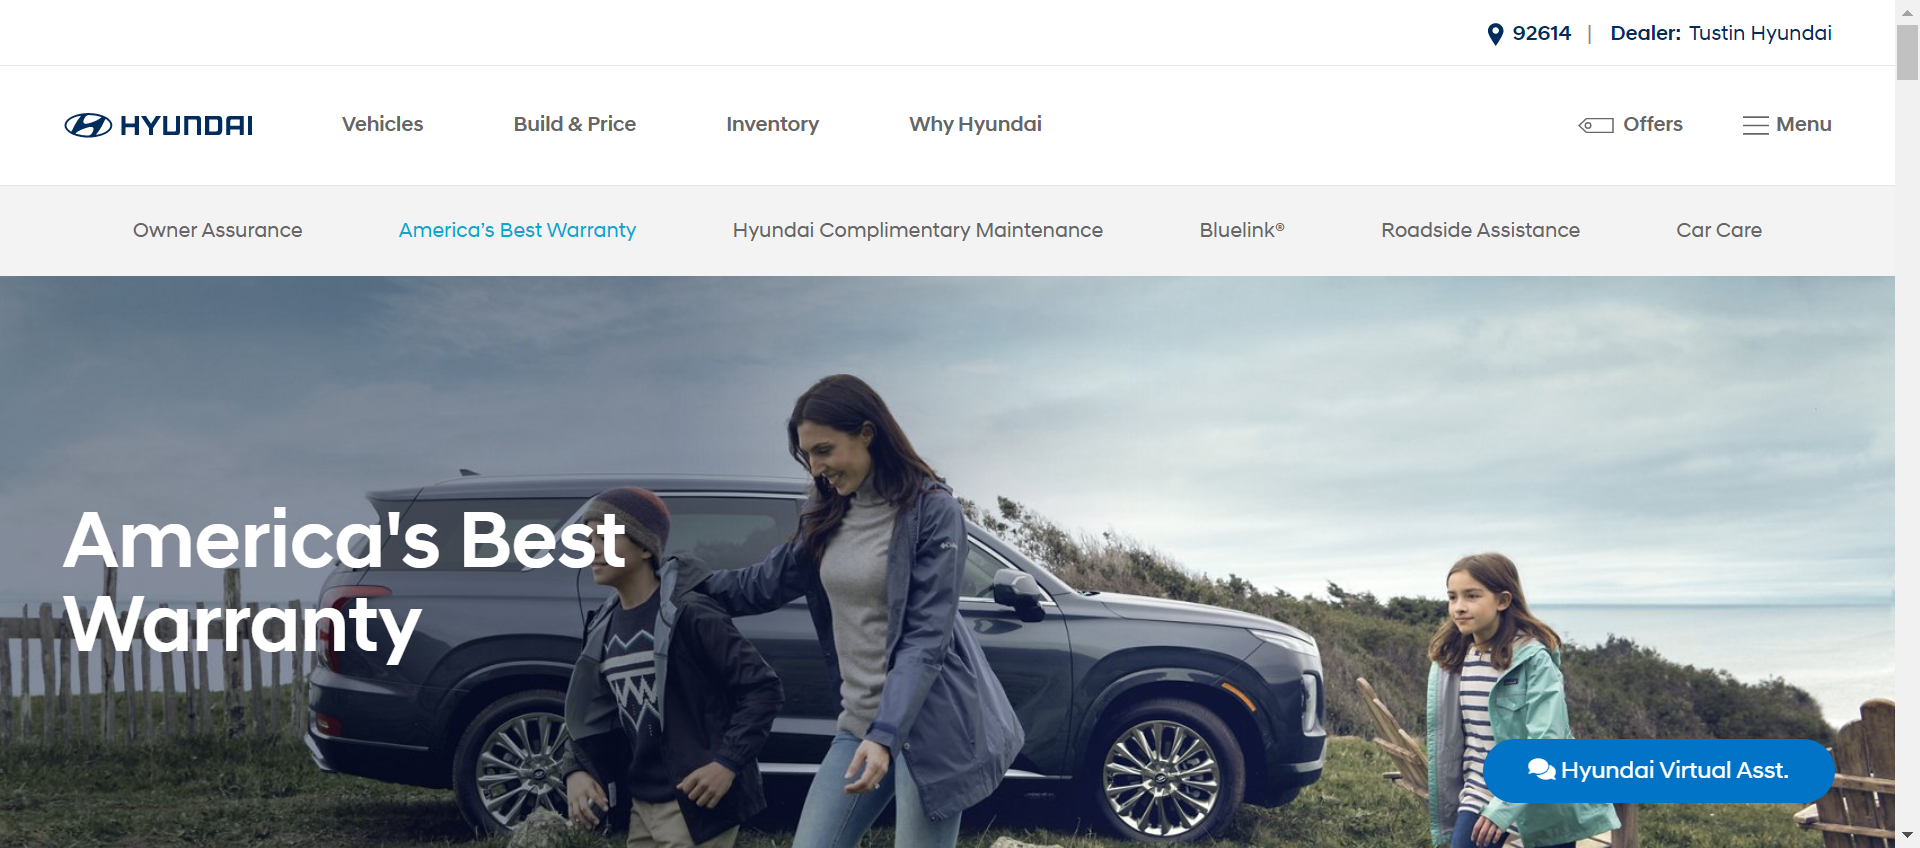 92614 | Dealer: Tustin Hyundai
HYUNDAI Vehicles Build & Price Inventory Why Hyundai Offers Menu
Owner Assurance America’s Best Warranty Hyundai Complimentary Maintenance Bluelink® Roadside Assistance Car Care
America's Best
Warranty
Hyundai Virtual Asst.